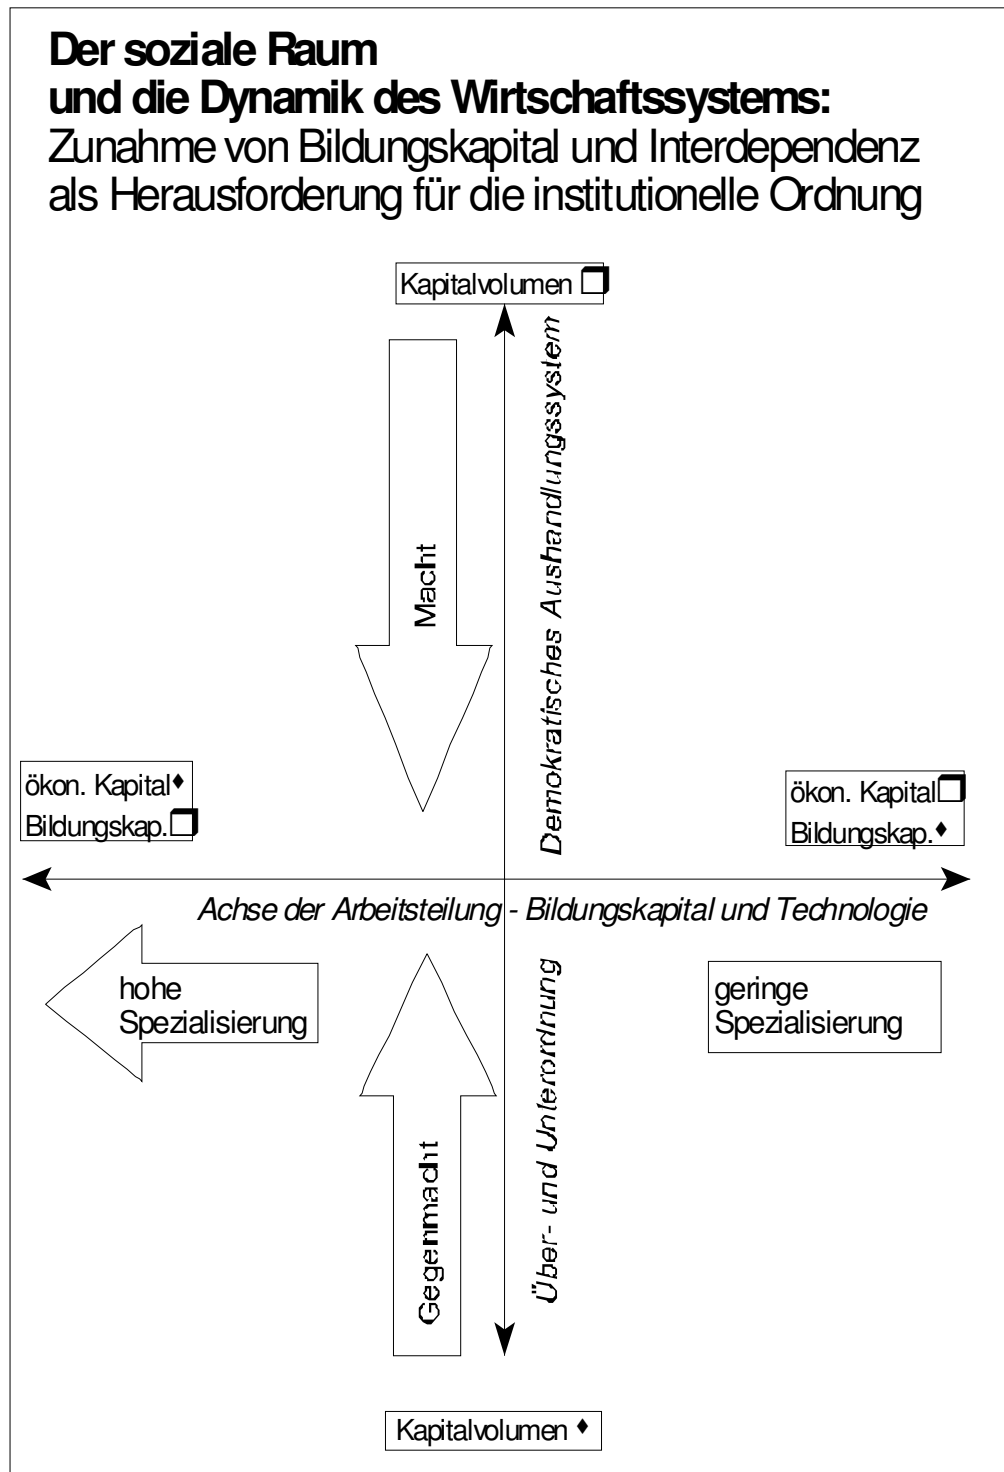 Der soziale Raum
und die Dynamik des Wirtschaftssystems:
Zunahme von Bildungskapital und Interdependenz
als Herausforderung für die institutionelle Ordnung
Kapitalvolumen ❒
Demokratisches Aushandlungssystem
Macht
ökon. Kapital♦
Bildungskap.❒
ökon. Kapital❒
Bildungskap.♦
Achse der Arbeitsteilung - Bildungskapital und Technologie
hohe
Spezialisierung
geringe
Spezialisierung
Über- und Unterordnung
Gegenmacht
Kapitalvolumen ♦